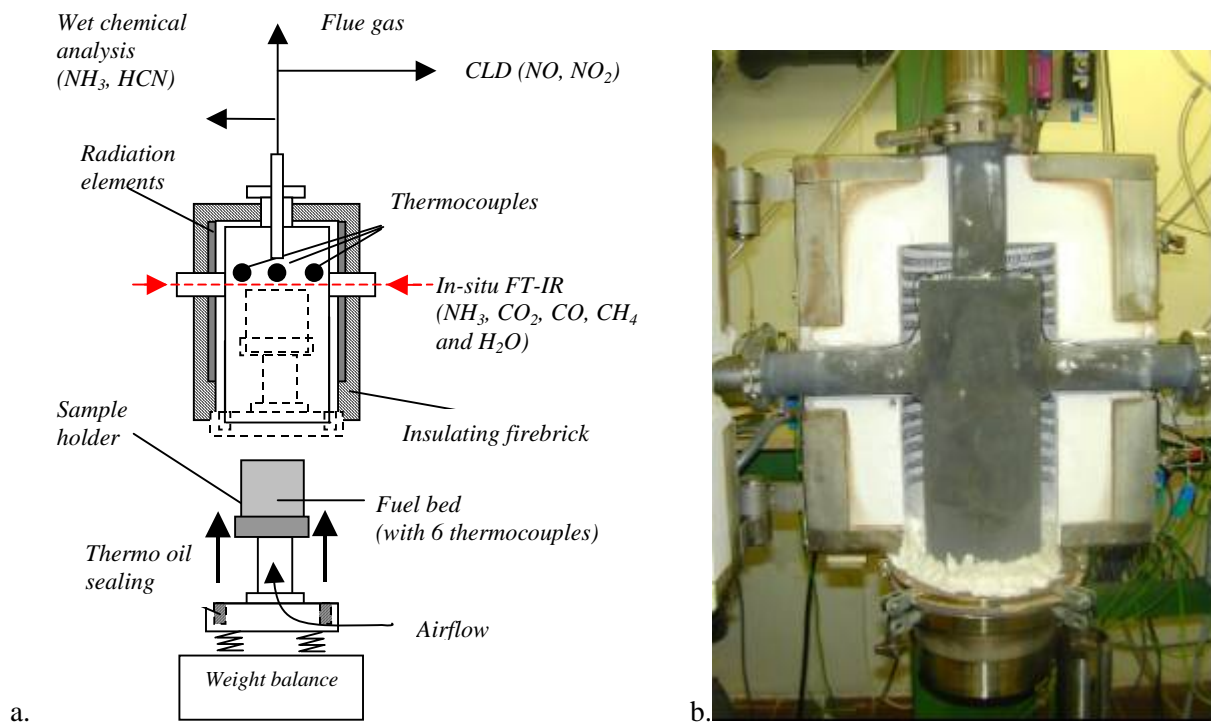 Wet chemical
analysis
(NH3, HCN)
Flue gas
CLD (NO, NO2)
Radiation
elements
Thermocouples
In-situ FT-IR
(NH3, CO2, CO, CH4
and H2O)
Sample
holder
Insulating firebrick
Fuel bed
(with 6 thermocouples)
Thermo oil
sealing
Airflow
Weight balance
a.
b.